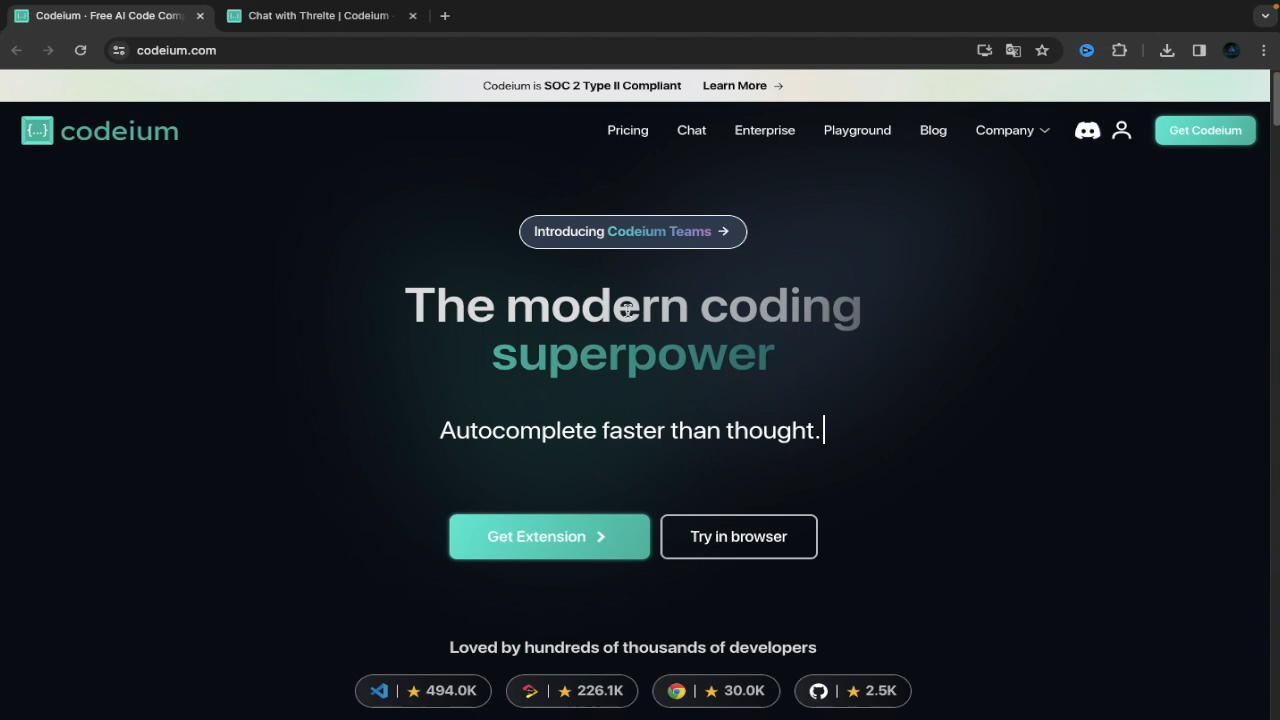 Codeium · Free AI Code Com
Chat with Threlte | Codeium
codeium.com
Codeium is SOC 2 Type II Compliant Learn More →
{...} codeium
Pricing Chat Enterprise Playground Blog Company
Get Codeium
Introducing Codeium Teams →
The modern coding
superpower
Autocomplete faster than thought.
Get Extension
Try in browser
Loved by hundreds of thousands of developers
| ★ 494.0K | ★ 226.1K | ★ 30.0K | ★ 2.5K